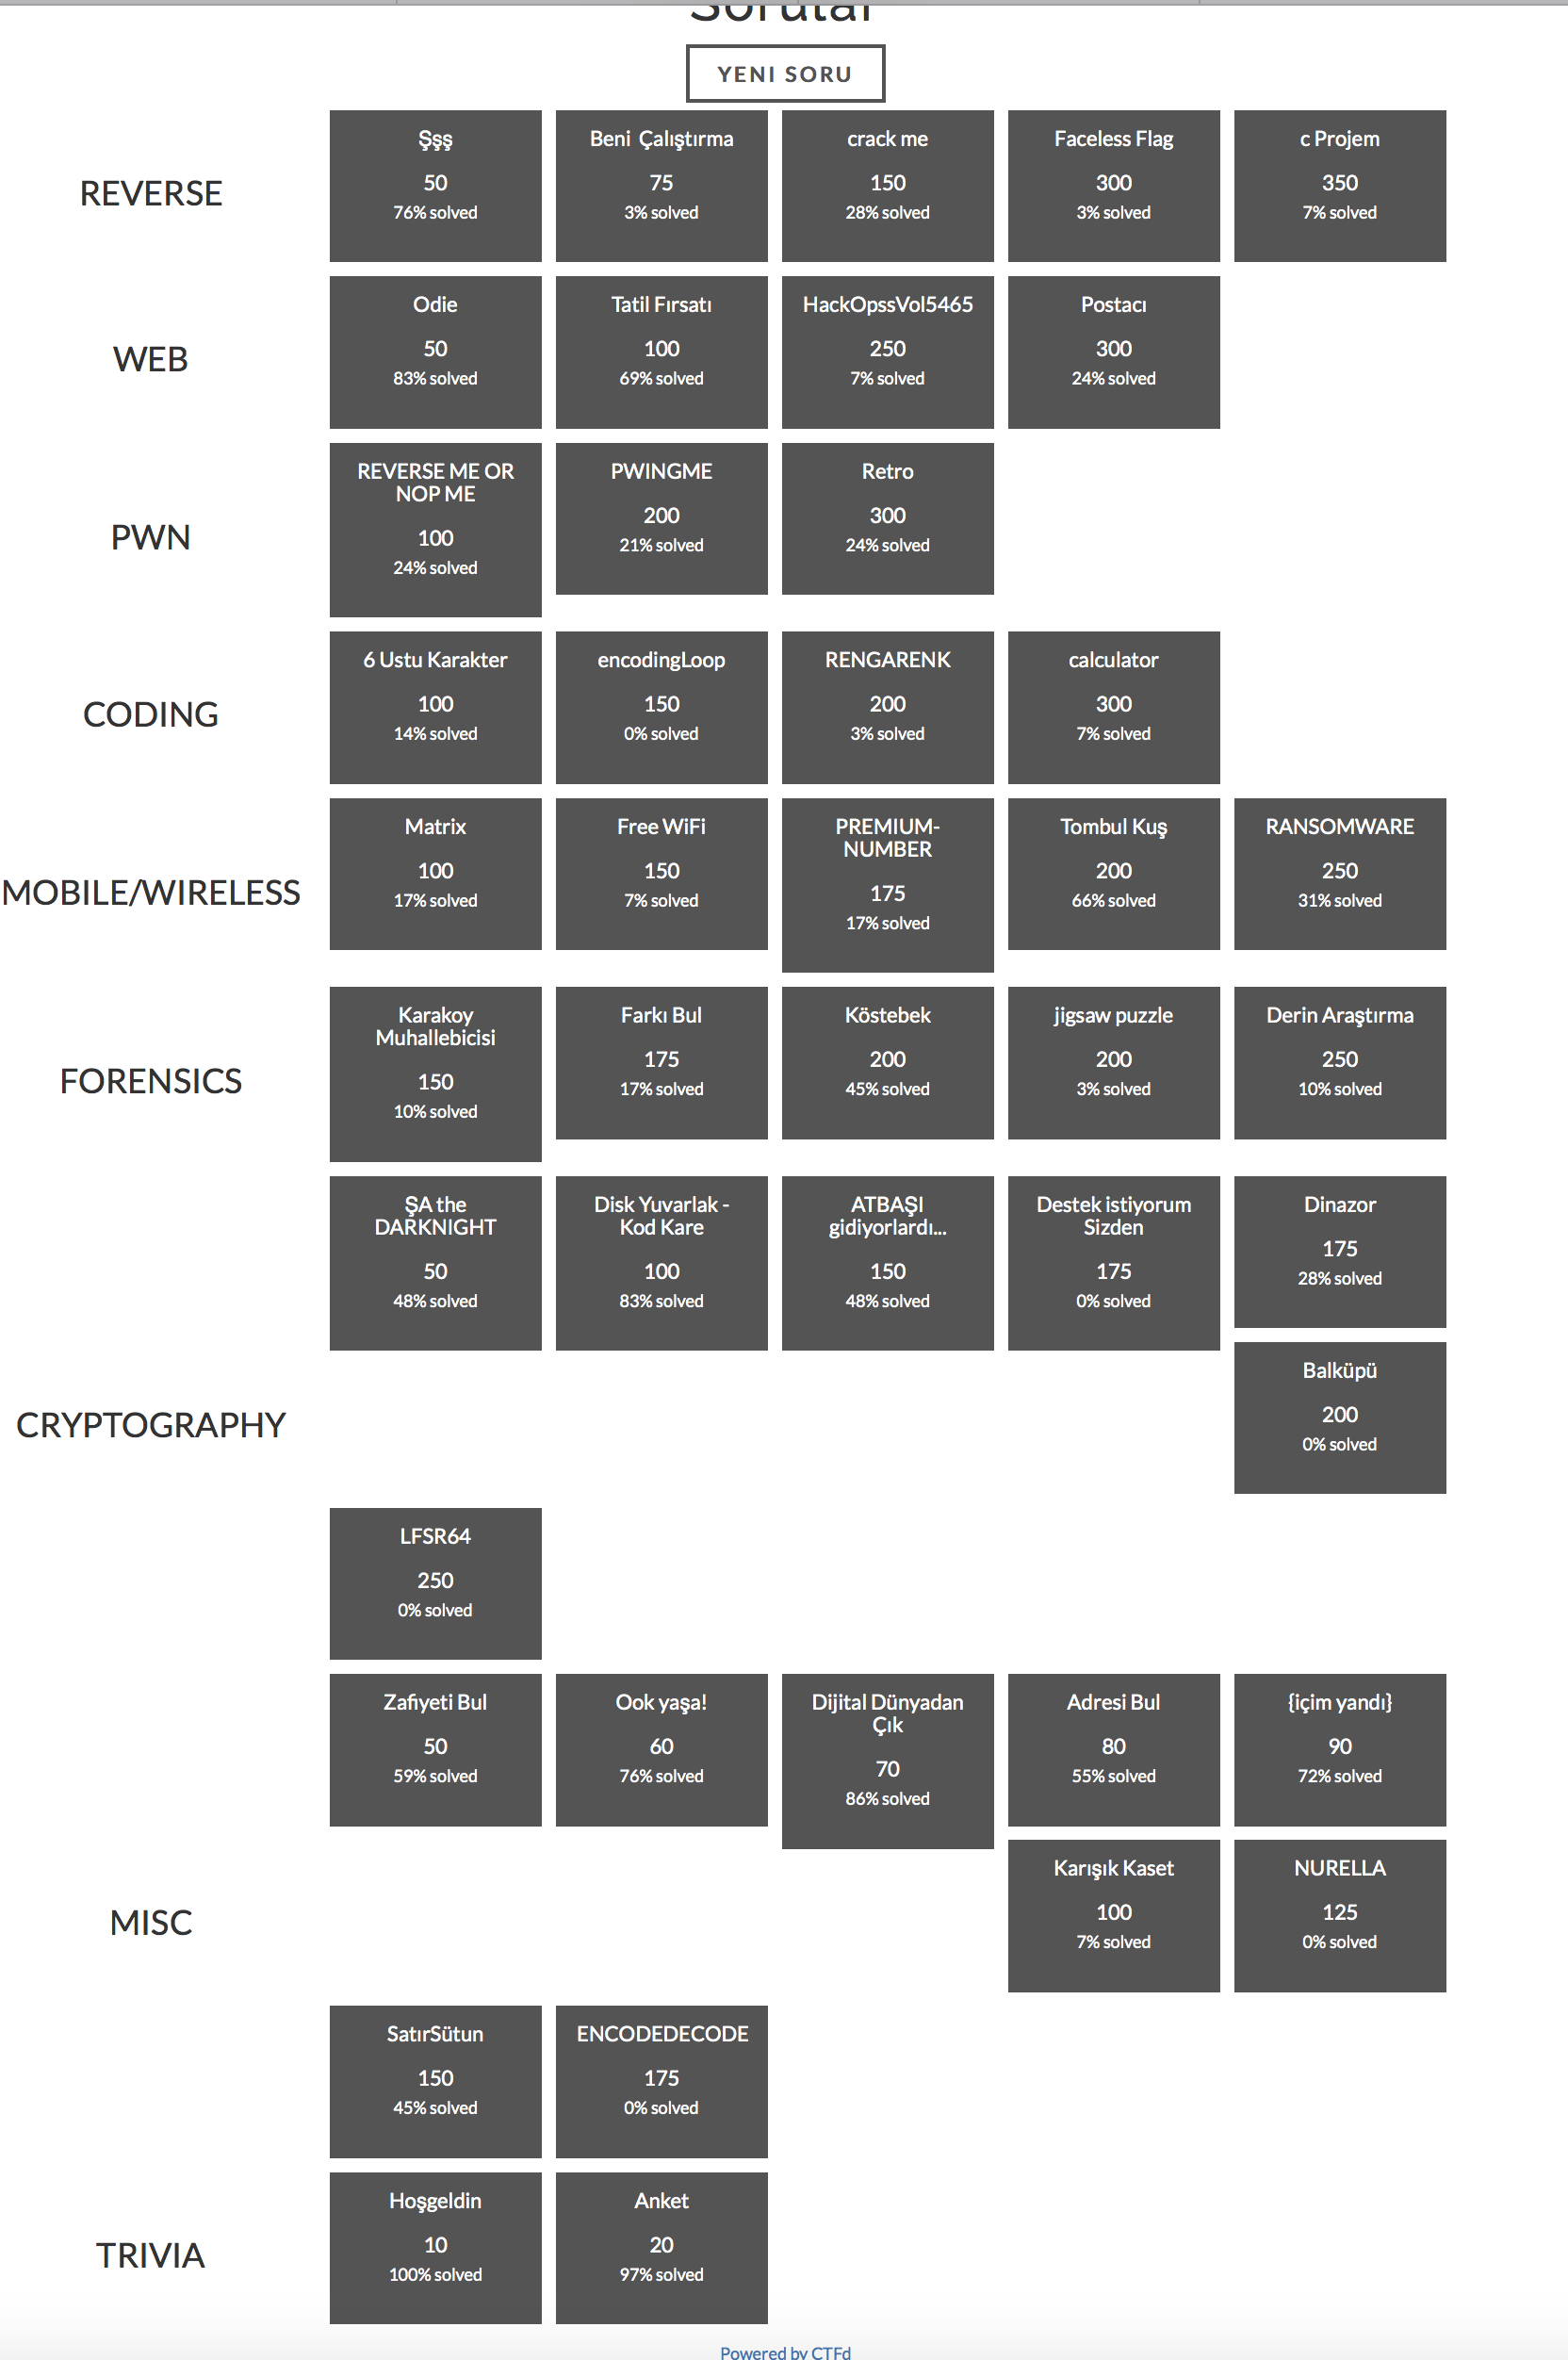 Sorular
YENI SORU
REVERSE
Şşş
50
76% solved
Beni Çalıştırma
75
3% solved
crack me
150
28% solved
Faceless Flag
300
3% solved
c Projem
350
7% solved
WEB
Odie
50
83% solved
Tatil Fırsatı
100
69% solved
HackOpssVol5465
250
7% solved
Postacı
300
24% solved
PWN
REVERSE ME OR
NOP ME
100
24% solved
PWINGME
200
21% solved
Retro
300
24% solved
CODING
6 Ustu Karakter
100
14% solved
encodingLoop
150
0% solved
RENGARENK
200
3% solved
calculator
300
7% solved
MOBILE/WIRELESS
Matrix
100
17% solved
Free WiFi
150
7% solved
PREMIUM-
NUMBER
175
17% solved
Tombul Kuş
200
66% solved
RANSOMWARE
250
31% solved
FORENSICS
Karakoy
Muhallebicisi
150
10% solved
Farkı Bul
175
17% solved
Köstebek
200
45% solved
jigsaw puzzle
200
3% solved
Derin Araştırma
250
10% solved
CRYPTOGRAPHY
ŞA the
DARKNIGHT
50
48% solved
Disk Yuvarlak -
Kod Kare
100
83% solved
ATBAŞI
gidiyorlardı...
150
48% solved
Destek istiyorum
Sizden
175
0% solved
Dinazor
175
28% solved
Balküpü
200
0% solved
LFSR64
250
0% solved
MISC
Zafiyeti Bul
50
59% solved
Ook yaşa!
60
76% solved
Dijital Dünyadan
Çık
70
86% solved
Adresi Bul
80
55% solved
{içim yandı}
90
72% solved
Karışık Kaset
100
7% solved
NURELLA
125
0% solved
SatırSütun
150
45% solved
ENCODEDECODE
175
0% solved
TRIVIA
Hoşgeldin
10
100% solved
Anket
20
97% solved
Powered by CTFd